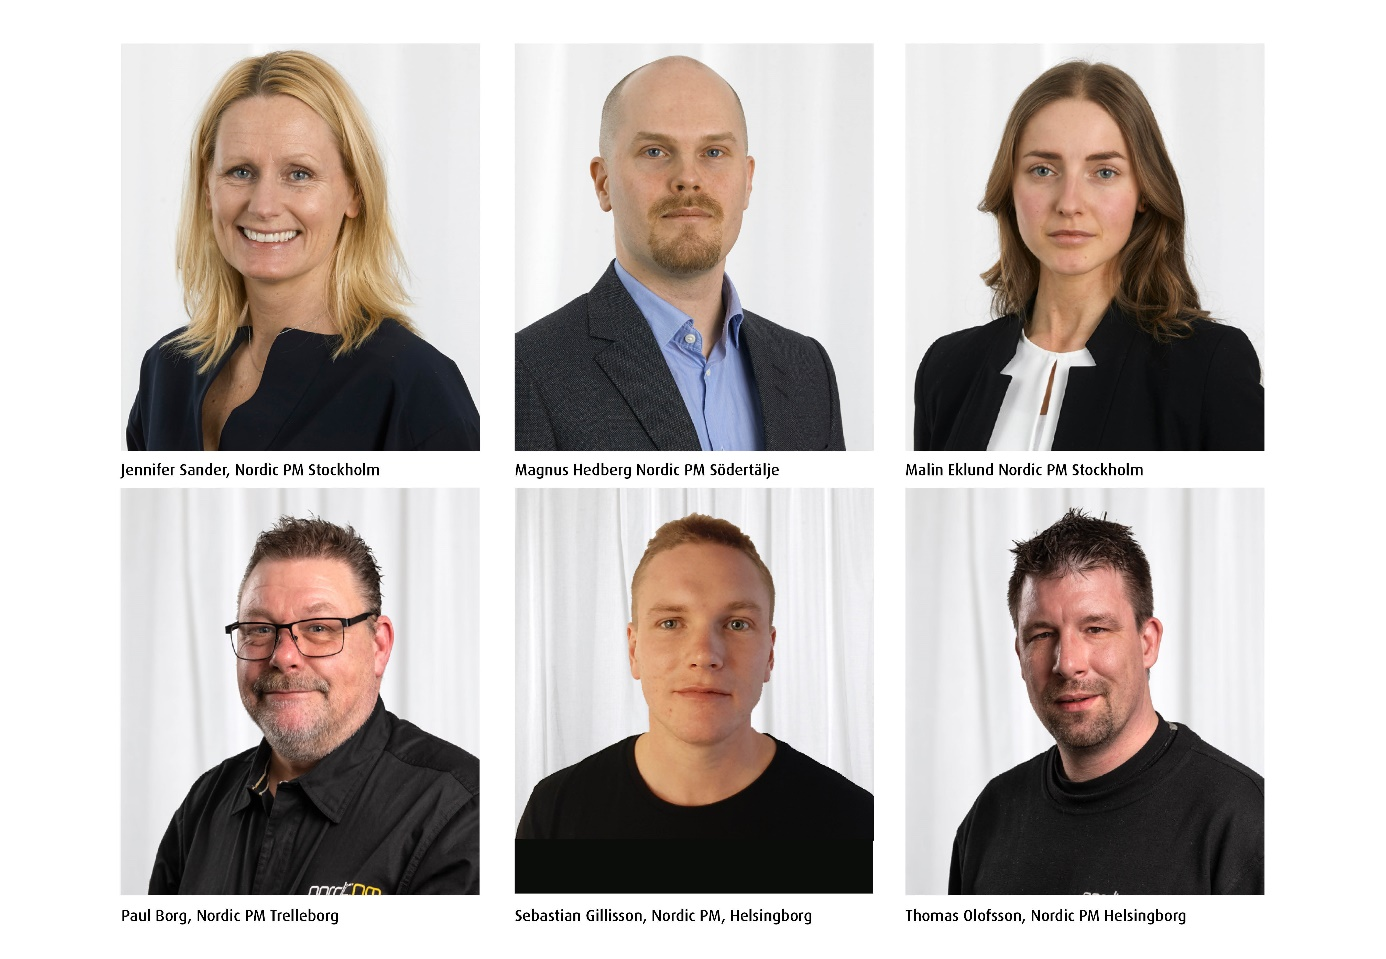 Jennifer Sander, Nordic PM Stockholm
Magnus Hedberg Nordic PM Södertälje
Malin Eklund Nordic PM Stockholm
Paul Borg, Nordic PM Trelleborg
Sebastian Gillisson, Nordic PM, Helsingborg
Thomas Olofsson, Nordic PM Helsingborg